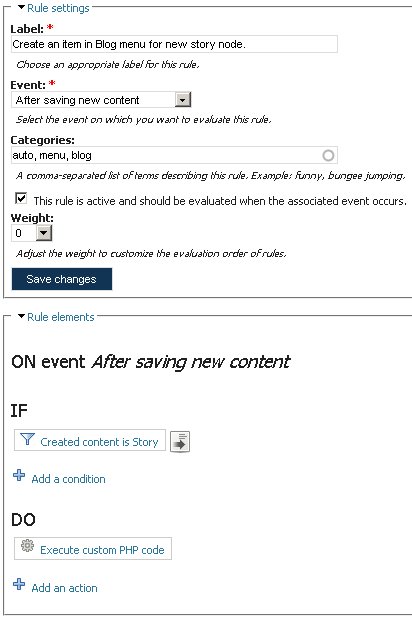 Rule settings
Label: *
Create an item in Blog menu for new story node.
Choose an appropriate label for this rule.
Event: *
After saving new content
Select the event on which you want to evaluate this rule.
Categories:
auto, menu, blog
A comma-separated list of terms describing this rule. Example: funny, bungee jumping.
This rule is active and should be evaluated when the associated event occurs.
Weight:
0
Adjust the weight to customize the evaluation order of rules.
Save changes
Rule elements
ON event After saving new content
IF
Created content is Story
Add a condition
DO
Execute custom PHP code
Add an action